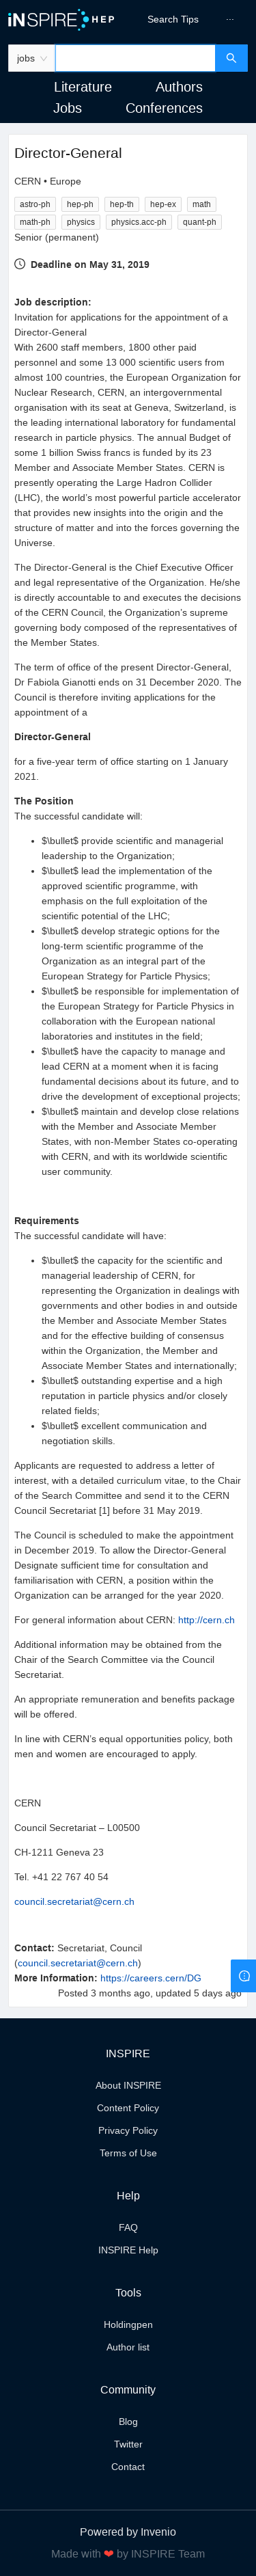 iNSPIRE HEP
Search Tips
···
jobs
Literature
Authors
Jobs
Conferences
Director-General
CERN • Europe
astro-ph
hep-ph
hep-th
hep-ex
math
math-ph
physics
physics.acc-ph
quant-ph
Senior (permanent)
Deadline on May 31, 2019
Job description:
Invitation for applications for the appointment of a
Director-General
With 2600 staff members, 1800 other paid
personnel and some 13 000 scientific users from
almost 100 countries, the European Organization for
Nuclear Research, CERN, an intergovernmental
organisation with its seat at Geneva, Switzerland, is
the leading international laboratory for fundamental
research in particle physics. The annual Budget of
some 1 billion Swiss francs is funded by its 23
Member and Associate Member States. CERN is
presently operating the Large Hadron Collider
(LHC), the world's most powerful particle accelerator
that provides new insights into the origin and the
structure of matter and into the forces governing the
Universe.
The Director-General is the Chief Executive Officer
and legal representative of the Organization. He/she
is directly accountable to and executes the decisions
of the CERN Council, the Organization's supreme
governing body composed of the representatives of
the Member States.
The term of office of the present Director-General,
Dr Fabiola Gianotti ends on 31 December 2020. The
Council is therefore inviting applications for the
appointment of a
Director-General
for a five-year term of office starting on 1 January
2021.
The Position
The successful candidate will:
• $\bullet$ provide scientific and managerial
leadership to the Organization;
• $\bullet$ lead the implementation of the
approved scientific programme, with
emphasis on the full exploitation of the
scientific potential of the LHC;
• $\bullet$ develop strategic options for the
long-term scientific programme of the
Organization as an integral part of the
European Strategy for Particle Physics;
• $\bullet$ be responsible for implementation of
the European Strategy for Particle Physics in
collaboration with the European national
laboratories and institutes in the field;
• $\bullet$ have the capacity to manage and
lead CERN at a moment when it is facing
fundamental decisions about its future, and to
drive the development of exceptional projects;
• $\bullet$ maintain and develop close relations
with the Member and Associate Member
States, with non-Member States co-operating
with CERN, and with its worldwide scientific
user community.
Requirements
The successful candidate will have:
• $\bullet$ the capacity for the scientific and
managerial leadership of CERN, for
representing the Organization in dealings with
governments and other bodies in and outside
the Member and Associate Member States
and for the effective building of consensus
within the Organization, the Member and
Associate Member States and internationally;
• $\bullet$ outstanding expertise and a high
reputation in particle physics and/or closely
related fields;
• $\bullet$ excellent communication and
negotiation skills.
Applicants are requested to address a letter of
interest, with a detailed curriculum vitae, to the Chair
of the Search Committee and send it to the CERN
Council Secretariat [1] before 31 May 2019.
The Council is scheduled to make the appointment
in December 2019. To allow the Director-General
Designate sufficient time for consultation and
familiarisation with CERN, a position within the
Organization can be arranged for the year 2020.
For general information about CERN: http://cern.ch
Additional information may be obtained from the
Chair of the Search Committee via the Council
Secretariat.
An appropriate remuneration and benefits package
will be offered.
In line with CERN's equal opportunities policy, both
men and women are encouraged to apply.
CERN
Council Secretariat – L00500
CH-1211 Geneva 23
Tel. +41 22 767 40 54
council.secretariat@cern.ch
Contact: Secretariat, Council
(council.secretariat@cern.ch)
More Information: https://careers.cern/DG
Posted 3 months ago, updated 5 days ago
INSPIRE
About INSPIRE
Content Policy
Privacy Policy
Terms of Use
Help
FAQ
INSPIRE Help
Tools
Holdingpen
Author list
Community
Blog
Twitter
Contact
Powered by Invenio
Made with ❤ by INSPIRE Team